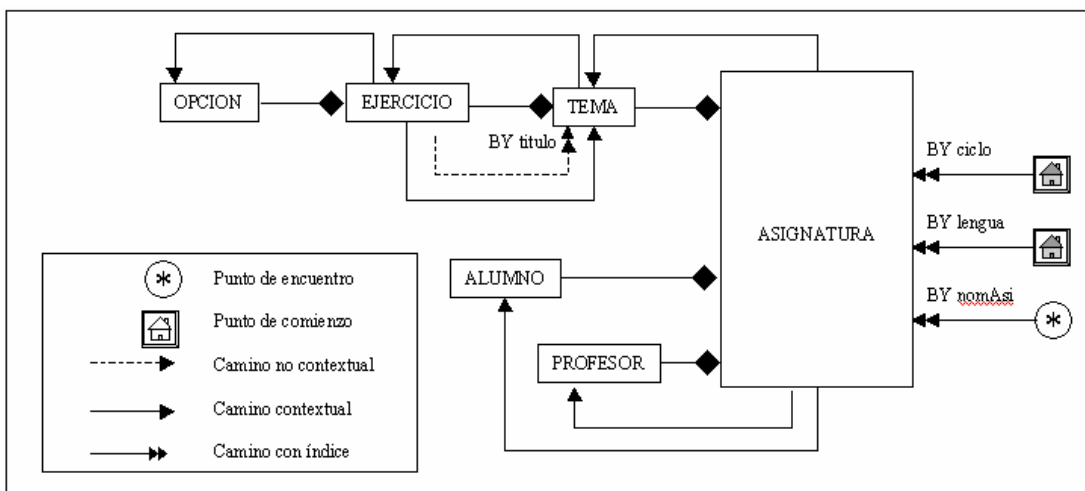 OPCION
EJERCICIO
TEMA
BY titulo
BY ciclo
BY lengua
ASIGNATURA
BY nomAsi
*
ALUMNO
PROFESOR
* Punto de encuentro
Punto de comienzo
Camino no contextual
Camino contextual
Camino con índice